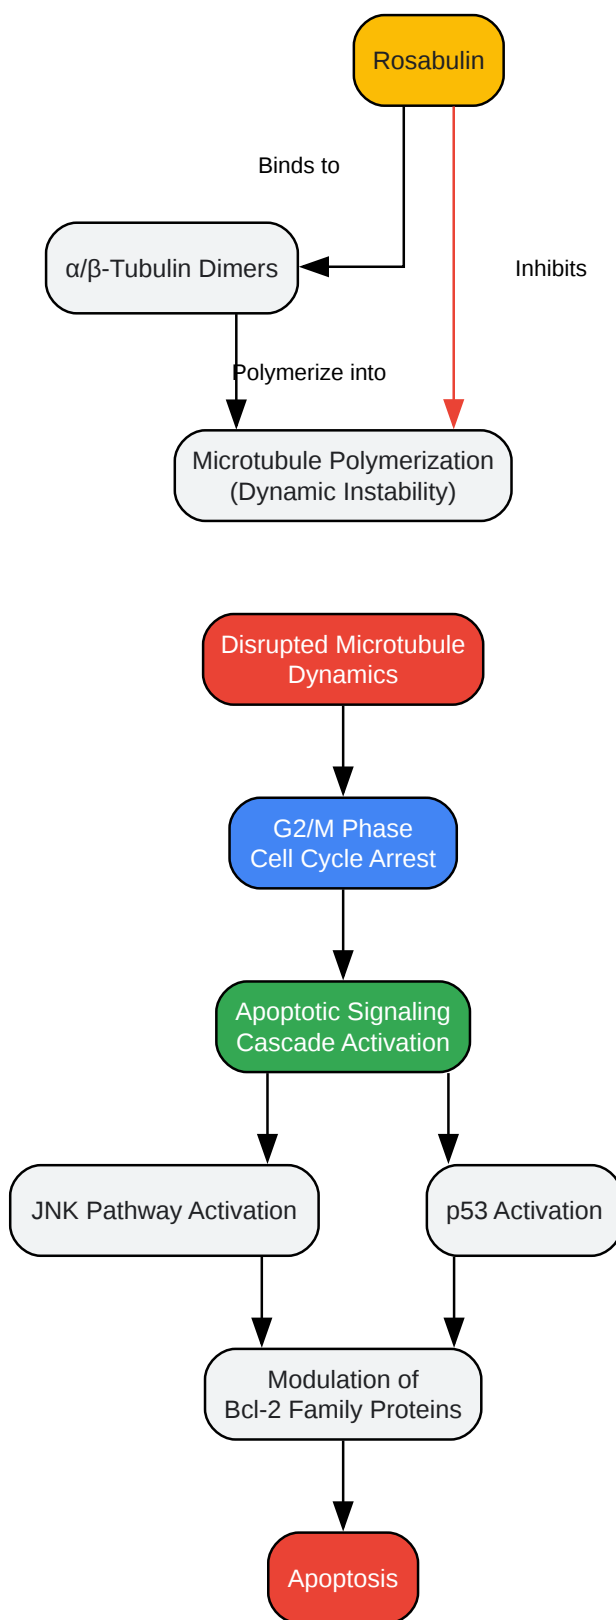 Rosabulin
Binds to
α/β-Tubulin Dimers
Inhibits
Polymerize into
Microtubule Polymerization
(Dynamic Instability)
Disrupted Microtubule
Dynamics
G2/M Phase
Cell Cycle Arrest
Apoptotic Signaling
Cascade Activation
JNK Pathway Activation
p53 Activation
Modulation of
Bcl-2 Family Proteins
Apoptosis